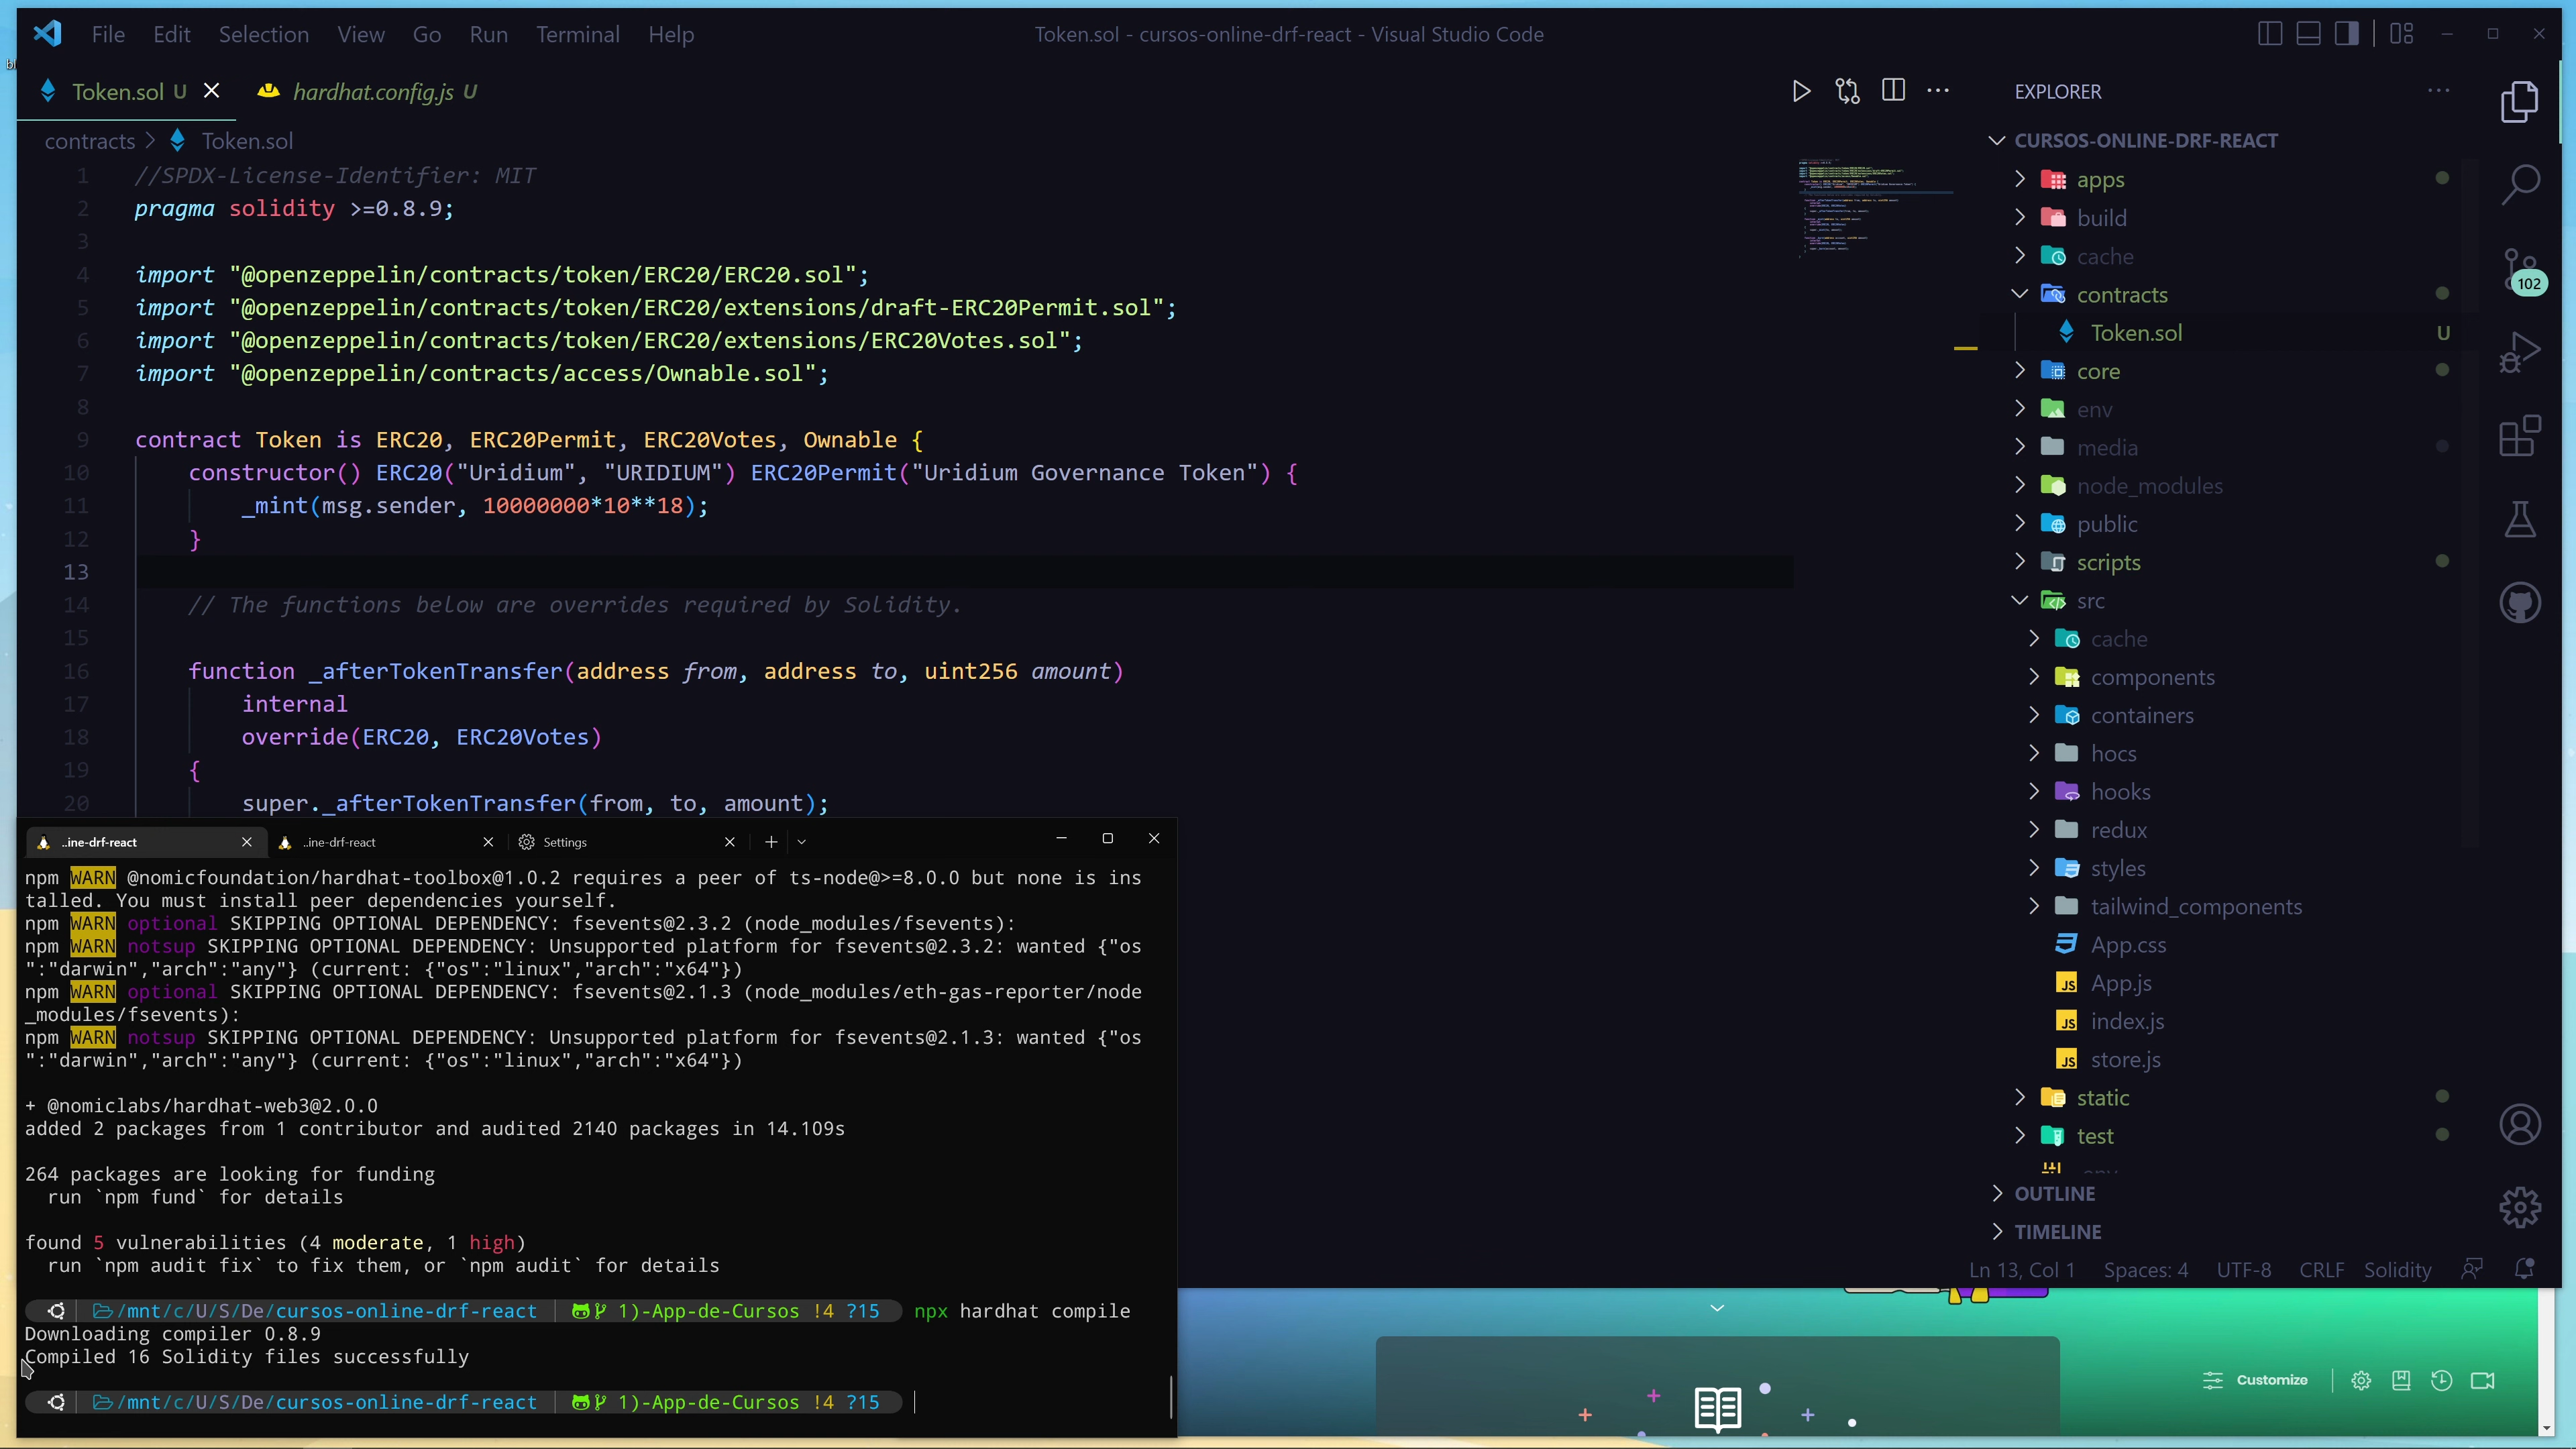 File Edit Selection View Go Run Terminal Help
Token.sol - cursos-online-drf-react - Visual Studio Code
Token.sol U
hardhat.config.js U
contracts > Token.sol
1 //SPDX-License-Identifier: MIT
2 pragma solidity >=0.8.9;
3
4 import "@openzeppelin/contracts/token/ERC20/ERC20.sol";
5 import "@openzeppelin/contracts/token/ERC20/extensions/draft-ERC20Permit.sol";
6 import "@openzeppelin/contracts/token/ERC20/extensions/ERC20Votes.sol";
7 import "@openzeppelin/contracts/access/Ownable.sol";
8
9 contract Token is ERC20, ERC20Permit, ERC20Votes, Ownable {
10 constructor() ERC20("Uridium", "URIDIUM") ERC20Permit("Uridium Governance Token") {
11 _mint(msg.sender, 10000000*10**18);
12 }
13
14 // The functions below are overrides required by Solidity.
15
16 function _afterTokenTransfer(address from, address to, uint256 amount)
17 internal
18 override(ERC20, ERC20Votes)
19 {
20 super._afterTokenTransfer(from, to, amount);
EXPLORER
CURSOS-ONLINE-DRF-REACT
apps
build
cache
contracts
Token.sol U
core
env
media
node_modules
public
scripts
src
cache
components
containers
hocs
hooks
redux
styles
tailwind_components
App.css
App.js
index.js
store.js
static
test
OUTLINE
TIMELINE
102
Ln 13, Col 1 Spaces: 4 UTF-8 CRLF Solidity
..ine-drf-react
..ine-drf-react
Settings
npm WARN @nomicfoundation/hardhat-toolbox@1.0.2 requires a peer of ts-node@>=8.0.0 but none is ins
talled. You must install peer dependencies yourself.
npm WARN optional SKIPPING OPTIONAL DEPENDENCY: fsevents@2.3.2 (node_modules/fsevents):
npm WARN notsup SKIPPING OPTIONAL DEPENDENCY: Unsupported platform for fsevents@2.3.2: wanted {"os
":"darwin","arch":"any"} (current: {"os":"linux","arch":"x64"})
npm WARN optional SKIPPING OPTIONAL DEPENDENCY: fsevents@2.1.3 (node_modules/eth-gas-reporter/node
_modules/fsevents):
npm WARN notsup SKIPPING OPTIONAL DEPENDENCY: Unsupported platform for fsevents@2.1.3: wanted {"os
":"darwin","arch":"any"} (current: {"os":"linux","arch":"x64"})
+ @nomiclabs/hardhat-web3@2.0.0
added 2 packages from 1 contributor and audited 2140 packages in 14.109s
264 packages are looking for funding
run `npm fund` for details
found 5 vulnerabilities (4 moderate, 1 high)
run `npm audit fix` to fix them, or `npm audit` for details
/mnt/c/U/S/De/cursos-online-drf-react 1)-App-de-Cursos !4 ?15 npx hardhat compile
Downloading compiler 0.8.9
Compiled 16 Solidity files successfully
/mnt/c/U/S/De/cursos-online-drf-react 1)-App-de-Cursos !4 ?15
Customize